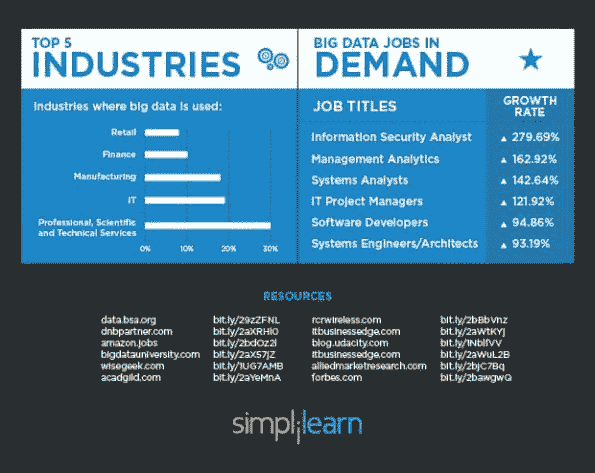 TOP 5
INDUSTRIES
Industries where big data is used:
Retail
Finance
Manufacturing
IT
Professional, Scientific
and Technical Services
0% 10% 20% 30%
BIG DATA JOBS IN
DEMAND
JOB TITLES
GROWTH
RATE
Information Security Analyst ▲ 279.69%
Management Analytics ▲ 162.92%
Systems Analysts ▲ 142.64%
IT Project Managers ▲ 121.92%
Software Developers ▲ 94.86%
Systems Engineers/Architects ▲ 93.19%
RESOURCES
data.bsa.org bit.ly/29zZFNL
dnbpartner.com bit.ly/2aXRHl0
amazon.jobs bit.ly/2bdOz2l
bigdatauniversity.com bit.ly/2aXS7jZ
wisegeek.com bit.ly/1UG7AMB
acadgild.com bit.ly/2aYeMnA
rcrwireless.com bit.ly/2bBbVnz
itbusinessedge.com bit.ly/2aWtKYJ
blog.udacity.com bit.ly/1NblfVV
itbusinessedge.com bit.ly/2aWuL2B
alliedmarketresearch.com bit.ly/2bjC7Bq
forbes.com bit.ly/2bawgwQ
simplilearn